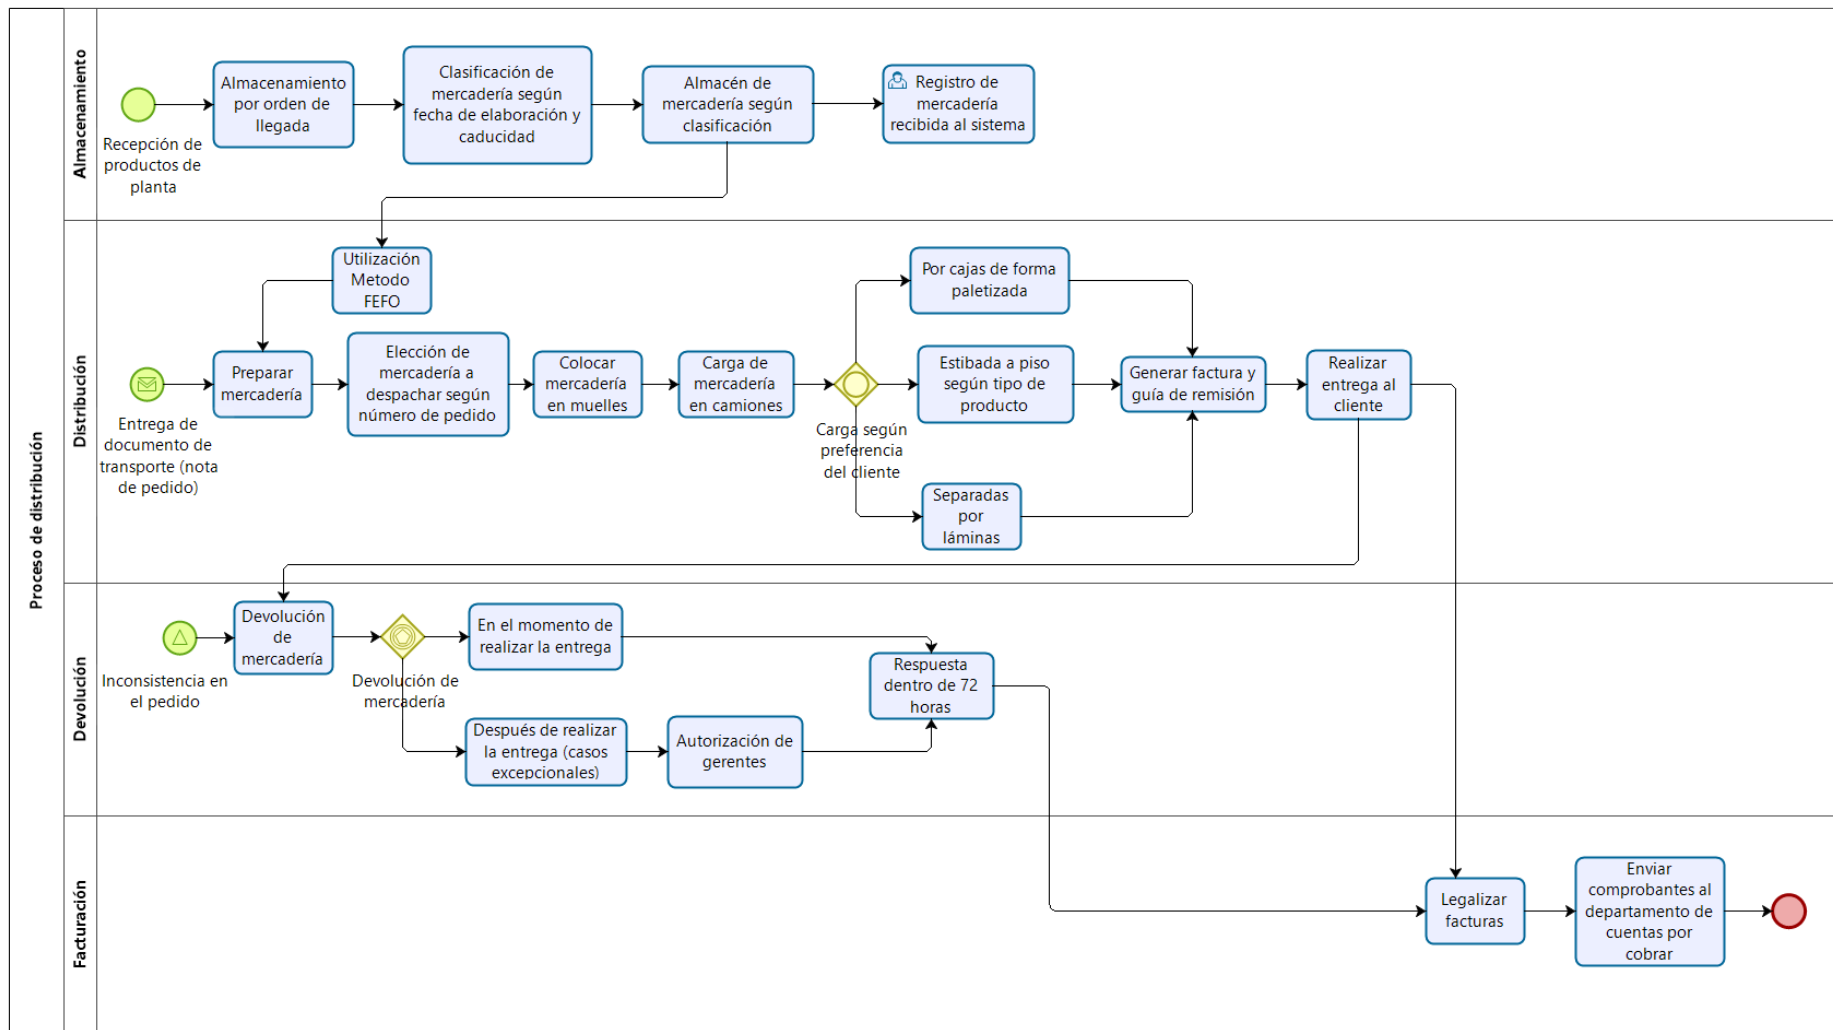 Proceso de distribución
Almacenamiento
Recepción de
productos de
planta
Almacenamiento
por orden de
llegada
Clasificación de
mercadería según
fecha de elaboración y
caducidad
Almacén de
mercadería según
clasificación
Registro de
mercadería
recibida al sistema
Distribución
Utilización
Metodo
FEFO
Entrega de
documento de
transporte (nota
de pedido)
Preparar
mercadería
Elección de
mercadería a
despachar según
número de pedido
Colocar
mercadería
en muelles
Carga de
mercadería
en camiones
Carga según
preferencia
del cliente
Por cajas de forma
paletizada
Estibada a piso
según tipo de
producto
Separadas
por
láminas
Generar factura y
guía de remisión
Realizar
entrega al
cliente
Devolución
Inconsistencia en
el pedido
Devolución
de
mercadería
Devolución de
mercadería
En el momento de
realizar la entrega
Después de realizar
la entrega (casos
excepcionales)
Autorización de
gerentes
Respuesta
dentro de 72
horas
Facturación
Legalizar
facturas
Enviar
comprobantes al
departamento de
cuentas por
cobrar